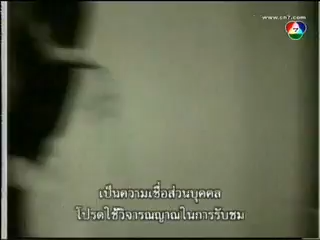 www.ch7.com
7
เป็นความเชื่อส่วนบุคคล
โปรดใช้วิจารณญาณในการรับชม